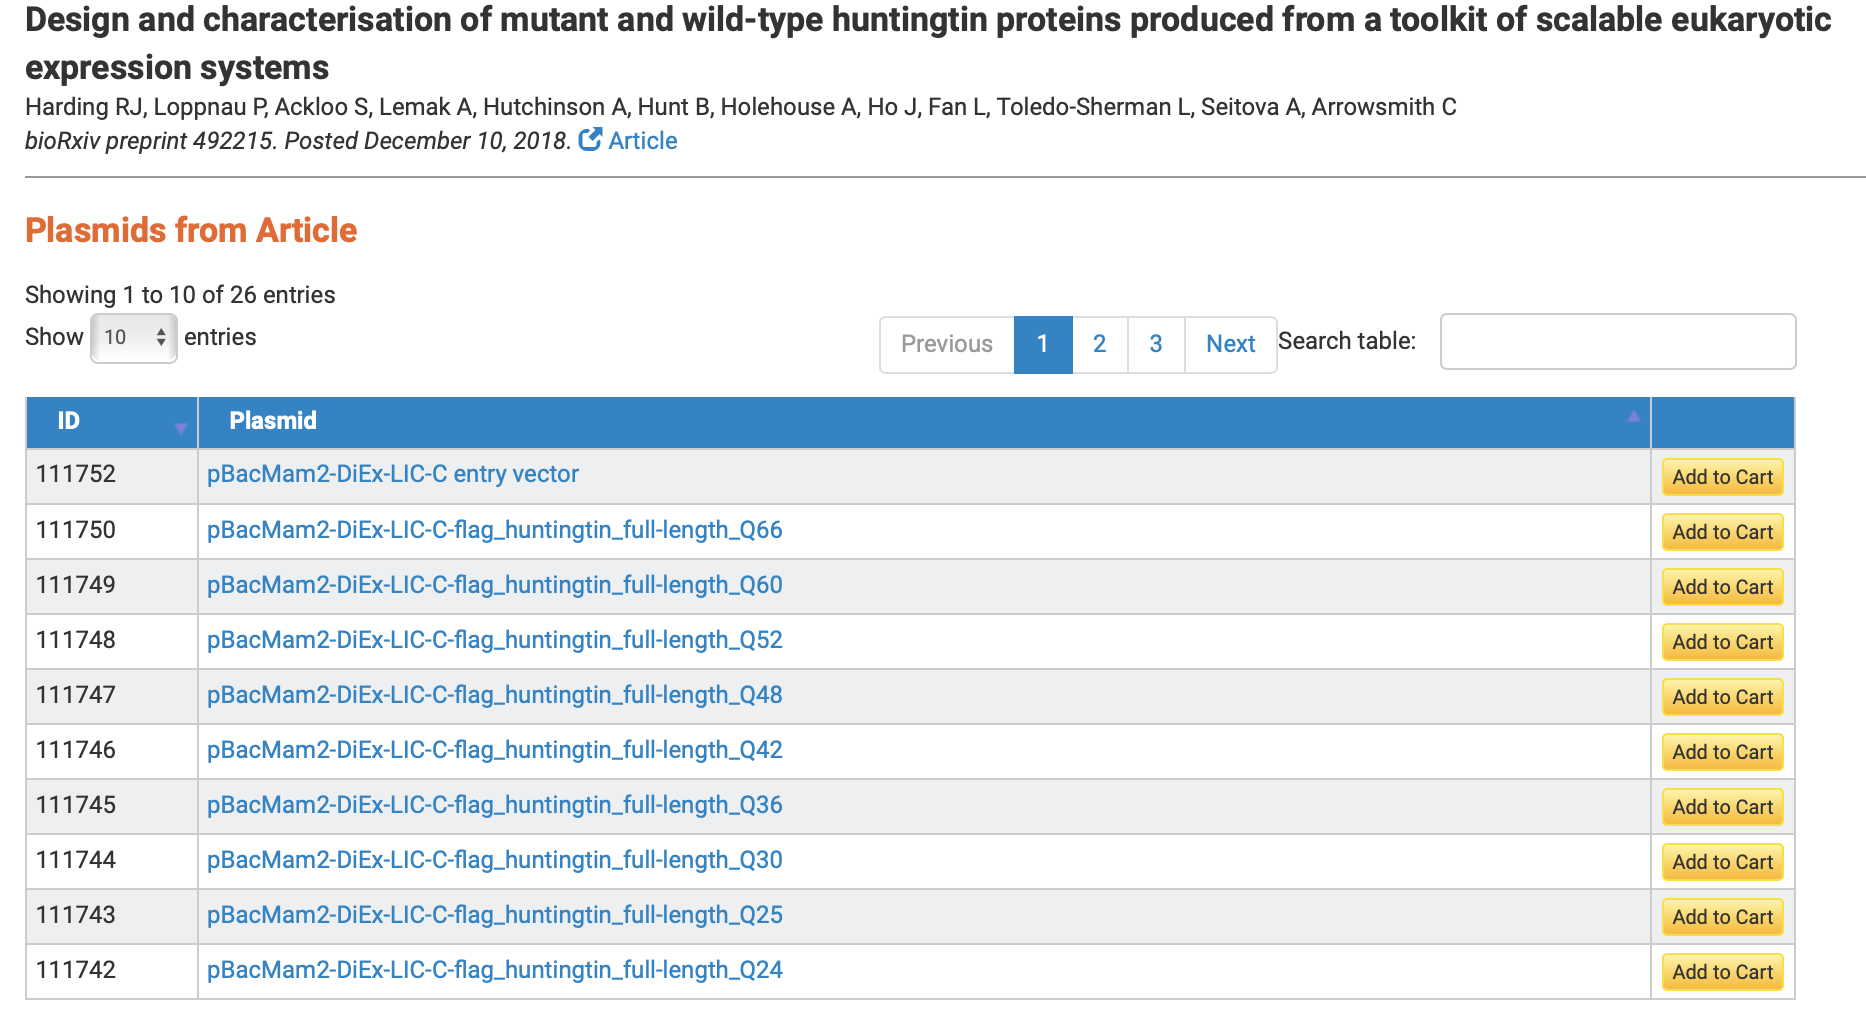 Design and characterisation of mutant and wild-type huntingtin proteins produced from a toolkit of scalable eukaryotic
expression systems
Harding RJ, Loppnau P, Ackloo S, Lemak A, Hutchinson A, Hunt B, Holehouse A, Ho J, Fan L, Toledo-Sherman L, Seitova A, Arrowsmith C
bioRxiv preprint 492215. Posted December 10, 2018. Article
Plasmids from Article
Showing 1 to 10 of 26 entries
Show 10 entries
Previous 1 2 3 Next Search table:
ID Plasmid
111752 pBacMam2-DiEx-LIC-C entry vector Add to Cart
111750 pBacMam2-DiEx-LIC-C-flag_huntingtin_full-length_Q66 Add to Cart
111749 pBacMam2-DiEx-LIC-C-flag_huntingtin_full-length_Q60 Add to Cart
111748 pBacMam2-DiEx-LIC-C-flag_huntingtin_full-length_Q52 Add to Cart
111747 pBacMam2-DiEx-LIC-C-flag_huntingtin_full-length_Q48 Add to Cart
111746 pBacMam2-DiEx-LIC-C-flag_huntingtin_full-length_Q42 Add to Cart
111745 pBacMam2-DiEx-LIC-C-flag_huntingtin_full-length_Q36 Add to Cart
111744 pBacMam2-DiEx-LIC-C-flag_huntingtin_full-length_Q30 Add to Cart
111743 pBacMam2-DiEx-LIC-C-flag_huntingtin_full-length_Q25 Add to Cart
111742 pBacMam2-DiEx-LIC-C-flag_huntingtin_full-length_Q24 Add to Cart